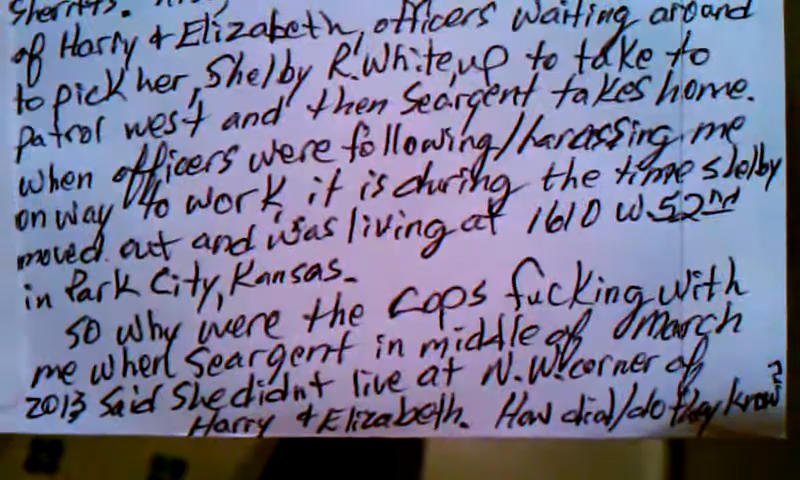 Sherrifs.
of Harry & Elizabeth, officers waiting around
to pick her, Shelby R. White, up to take to
patrol west and then Seargent takes home.
When officers were following/harassing me
on way to work, it is during the time shelby
moved out and was living at 1610 W. 52nd
in Park City, Kansas.
So why were the cops fucking with
me when Seargent in middle of March
2013 Said She didnt live at N.W. corner of
Harry & Elizabeth. How did/do they know?